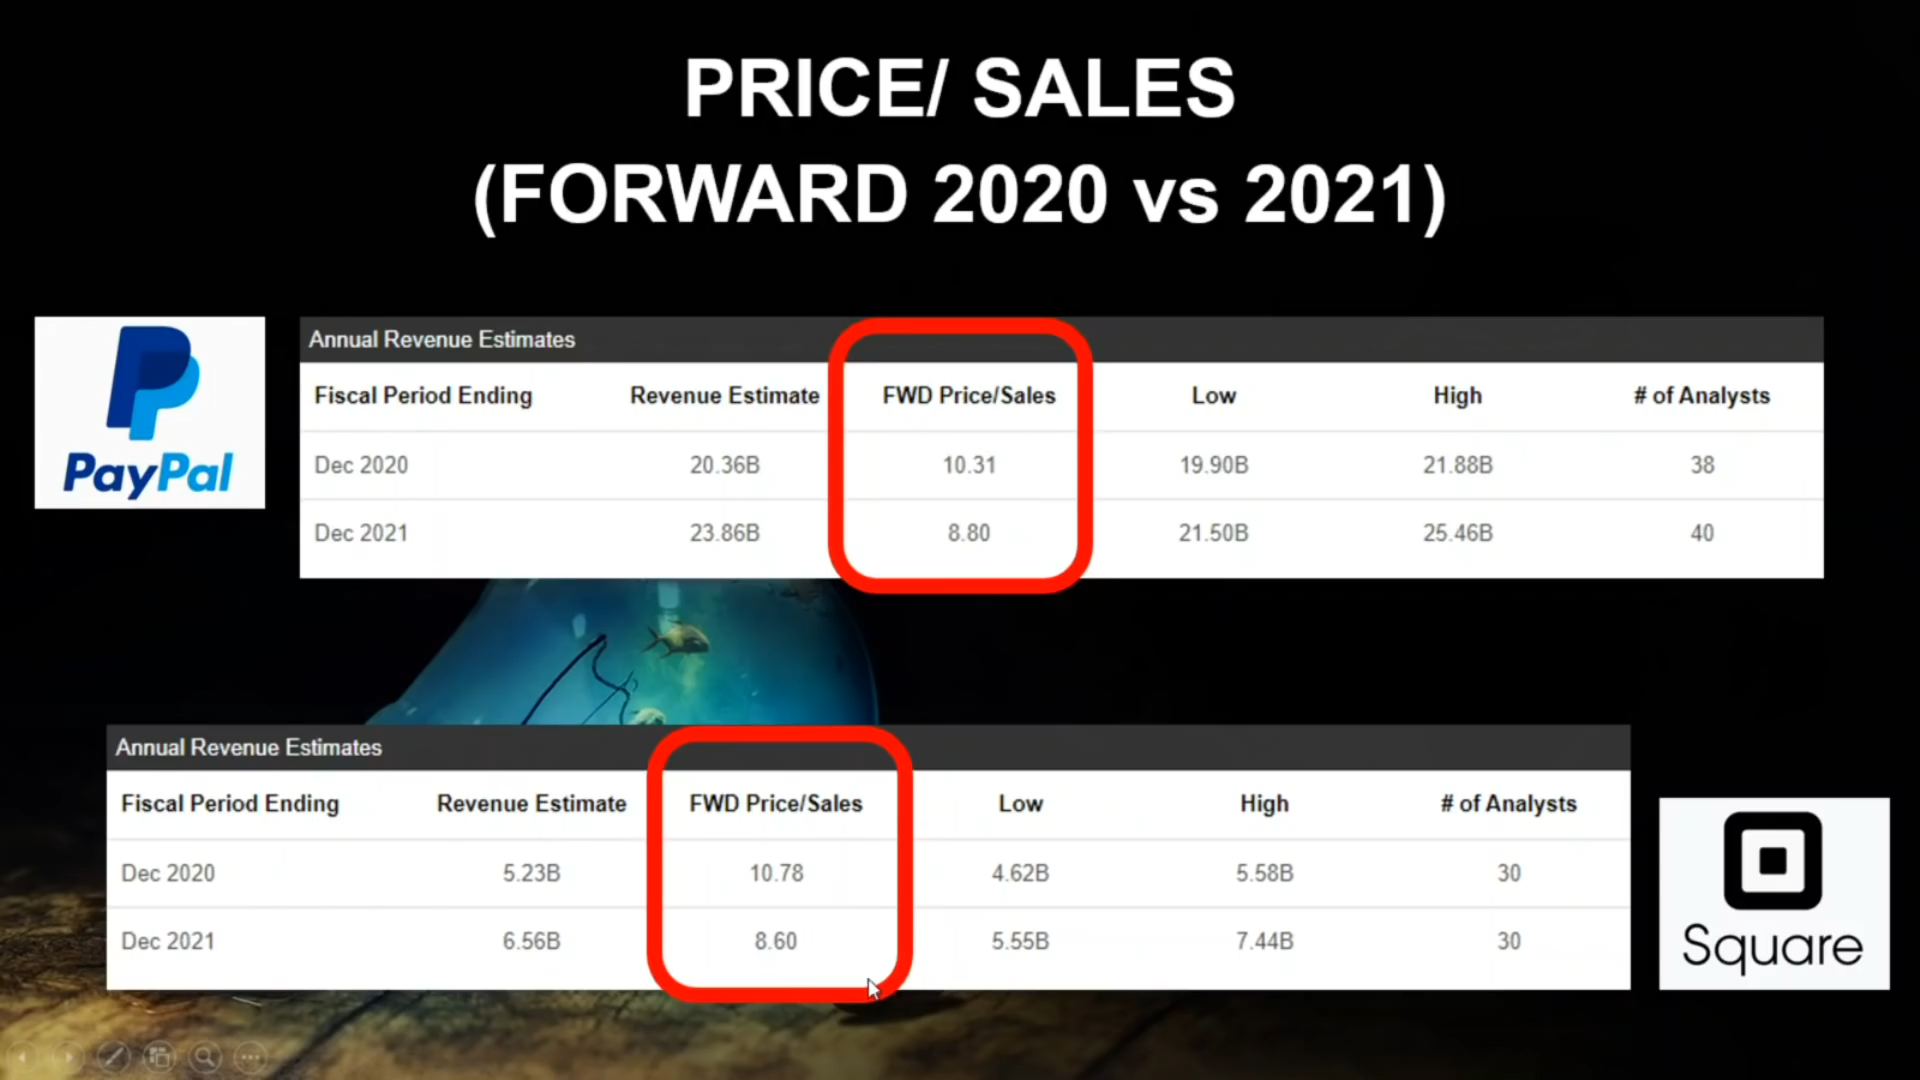 PRICE/ SALES
(FORWARD 2020 vs 2021)
PayPal
Annual Revenue Estimates
Fiscal Period Ending Revenue Estimate FWD Price/Sales Low High # of Analysts
Dec 2020 20.36B 10.31 19.90B 21.88B 38
Dec 2021 23.86B 8.80 21.50B 25.46B 40
Annual Revenue Estimates
Fiscal Period Ending Revenue Estimate FWD Price/Sales Low High # of Analysts
Dec 2020 5.23B 10.78 4.62B 5.58B 30
Dec 2021 6.56B 8.60 5.55B 7.44B 30
Square